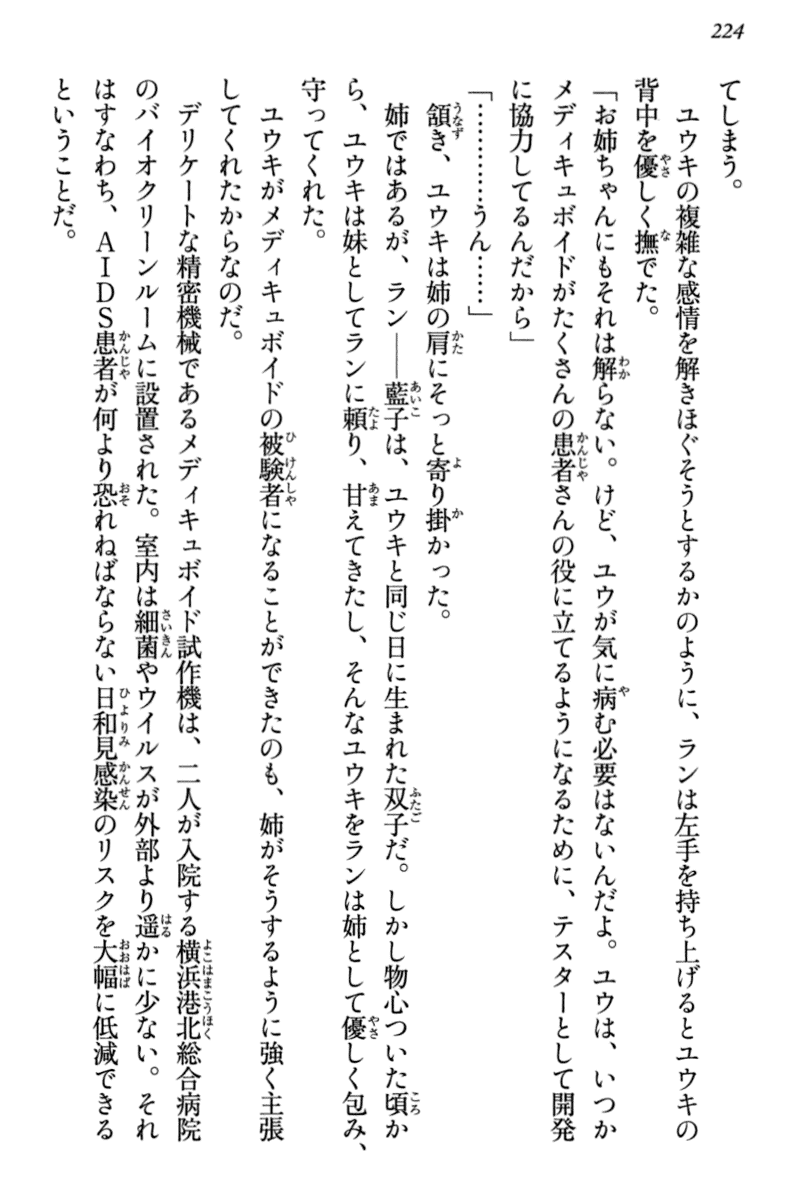 224
てしまう。
　ユウキの複雑な感情を解きほぐそうとするかのように、ランは左手を持ち上げるとユウキの
背中を優しく撫でた。
「お姉ちゃんにもそれは解らない。けど、ユウが気に病む必要はないんだよ。ユウは、いつか
メディキュボイドがたくさんの患者さんの役に立てるようになるために、テスターとして開発
に協力してるんだから」
「…………うん……」
　頷き、ユウキは姉の肩にそっと寄り掛かった。
　姉ではあるが、ラン――藍子は、ユウキと同じ日に生まれた双子だ。しかし物心ついた頃か
ら、ユウキは妹としてランに頼り、甘えてきたし、そんなユウキをランは姉として優しく包み、
守ってくれた。
　ユウキがメディキュボイドの被験者になることができたのも、姉がそうするように強く主張
してくれたからなのだ。
　デリケートな精密機械であるメディキュボイド試作機は、二人が入院する横浜港北総合病院
のバイオクリーンルームに設置された。室内は細菌やウイルスが外部より遥かに少ない。それ
はすなわち、ＡＩＤＳ患者が何より恐れねばならない日和見感染のリスクを大幅に低減できる
ということだ。